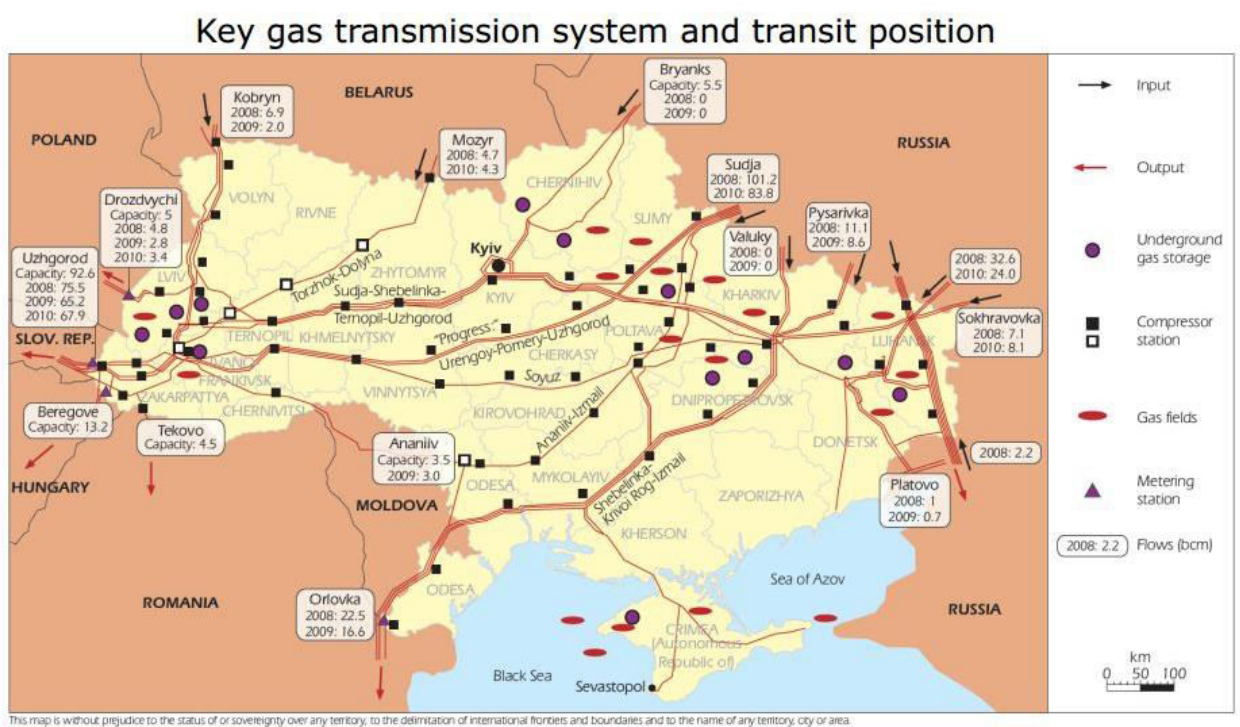 Key gas transmission system and transit position
BELARUS
POLAND
RUSSIA
Kobryn
2008: 6.9
2009: 2.0
Mozyr
2008: 4.7
2010: 4.3
Bryanks
Capacity: 5.5
2008: 0
2009: 0
Sudja
2008: 101.2
2010: 83.8
Pysarivka
2008: 11.1
2009: 8.6
Valuky
2008: 0
2009: 0
2008: 32.6
2010: 24.0
Sokhravovka
2008: 7.1
2010: 8.1
Drozdvychi
Capacity: 5
2008: 4.8
2009: 2.8
2010: 3.4
Uzhgorod
Capacity: 92.6
2008: 75.5
2009: 65.2
2010: 67.9
SLOV. REP.
VOLYN
RIVNE
CHERNIHIV
SUMY
LVIV
ZHYTOMYR
Kyiv
KYIV
KHARKIV
LUHANSK
Torzhok-Dolyna
Sudja-Shebelinka-
Ternopil-Uzhgorod
TERNOPIL
KHMELNYTSKY
"Progress:"
Urengoy-Pomery-Uzhgorod
POLTAVA
CHERKASY
IVANO
FRANKIVSK
Soyuz
VINNYTSYA
ZAKARPATTYA
CHERNIVITSI
KIROVOHRAD
DNIPROPETROVSK
DONETSK
Ananiiv-Izmail
Beregove
Capacity: 13.2
Tekovo
Capacity: 4.5
Ananiiv
Capacity: 3.5
2009: 3.0
2008: 2.2
Platovo
2008: 1
2009: 0.7
HUNGARY
MOLDOVA
ODESA
MYKOLAYIV
Shebelinka-
Krivoi Rog-Izmail
ZAPORIZHYA
KHERSON
Sea of Azov
ROMANIA
ODESA
RUSSIA
Orlovka
2008: 22.5
2009: 16.6
CRIMEA
(Autonomous
Republic of)
Black Sea
Sevastopol
Input
Output
Underground
gas storage
Compressor
station
Gas fields
Metering
station
2008: 2.2 Flows (bcm)
km
0 50 100
This map is without prejudice to the status of or sovereignty over any territory, to the delimitation of international frontiers and boundaries and to the name of any territory, city or area.